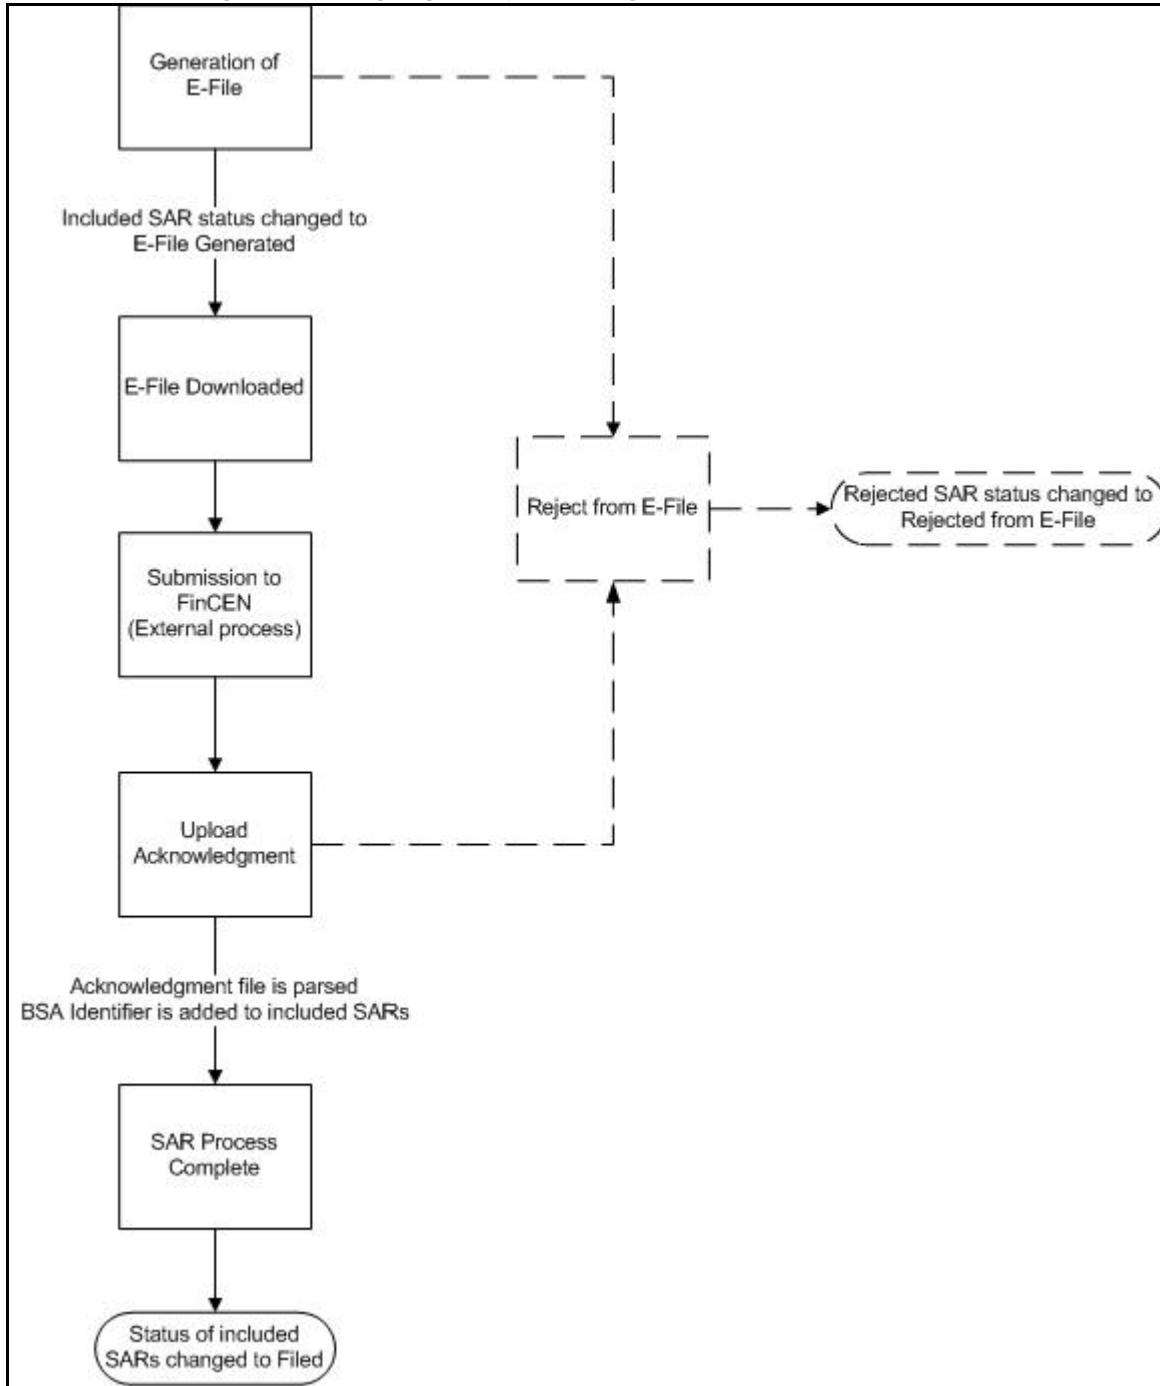 Generation of
E-File
Included SAR status changed to
E-File Generated
E-File Downloaded
Reject from E-File
Rejected SAR status changed to
Rejected from E-File
Submission to
FinCEN
(External process)
Upload
Acknowledgment
Acknowledgment file is parsed
BSA Identifier is added to included SARs
SAR Process
Complete
Status of included
SARs changed to Filed